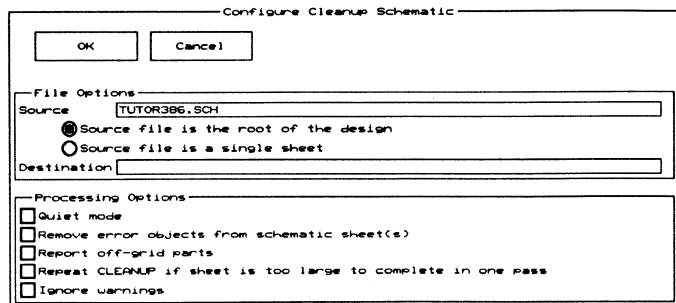 Configure Cleanup Schematic
OK Cancel
File Options
Source TUTOR386.SCH
Source file is the root of the design
Source file is a single sheet
Destination
Processing Options
Quiet mode
Remove error objects from schematic sheet(s)
Report off-grid parts
Repeat CLEANUP if sheet is too large to complete in one pass
Ignore warnings